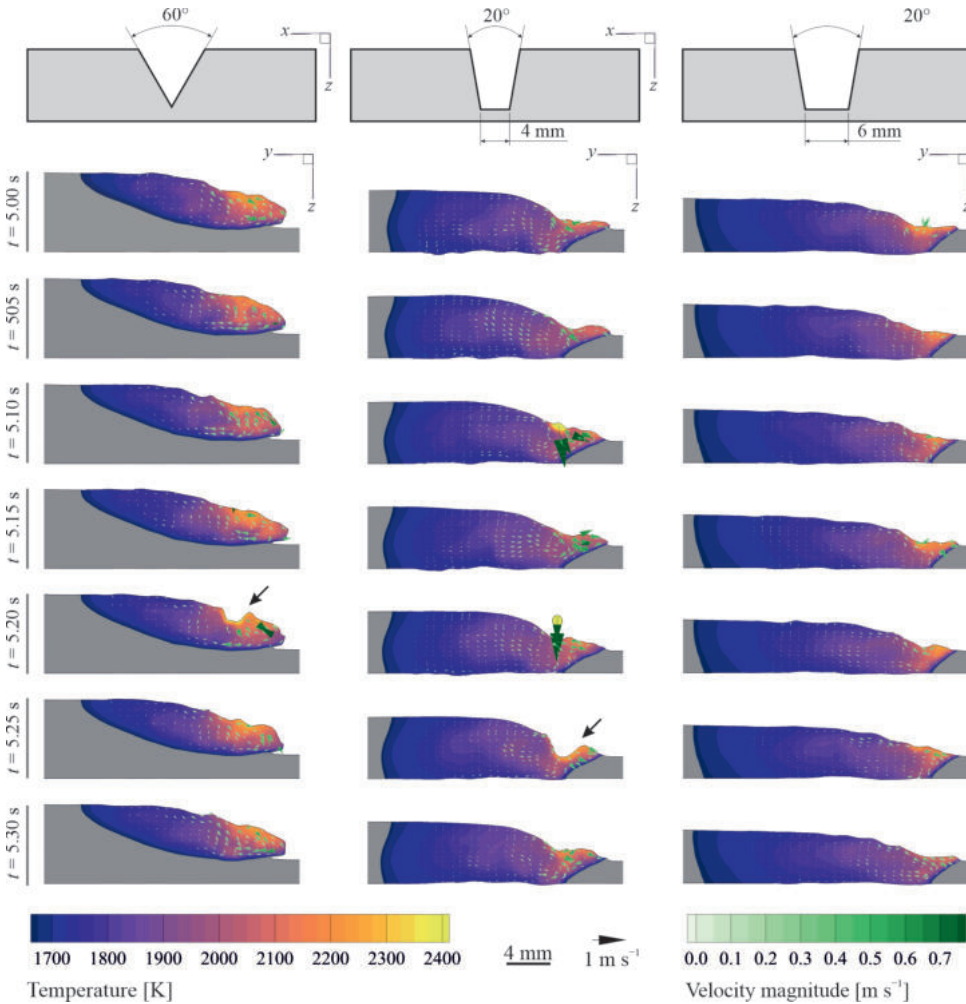 60°
20°
20°
x
z
x
z
4 mm
6 mm
y
z
y
z
y
z
t = 5.00 s
t = 505 s
t = 5.10 s
t = 5.15 s
t = 5.20 s
t = 5.25 s
t = 5.30 s
1700 1800 1900 2000 2100 2200 2300 2400
Temperature [K]
4 mm
1 m s⁻¹
0.0 0.1 0.2 0.3 0.4 0.5 0.6 0.7
Velocity magnitude [m s⁻¹]